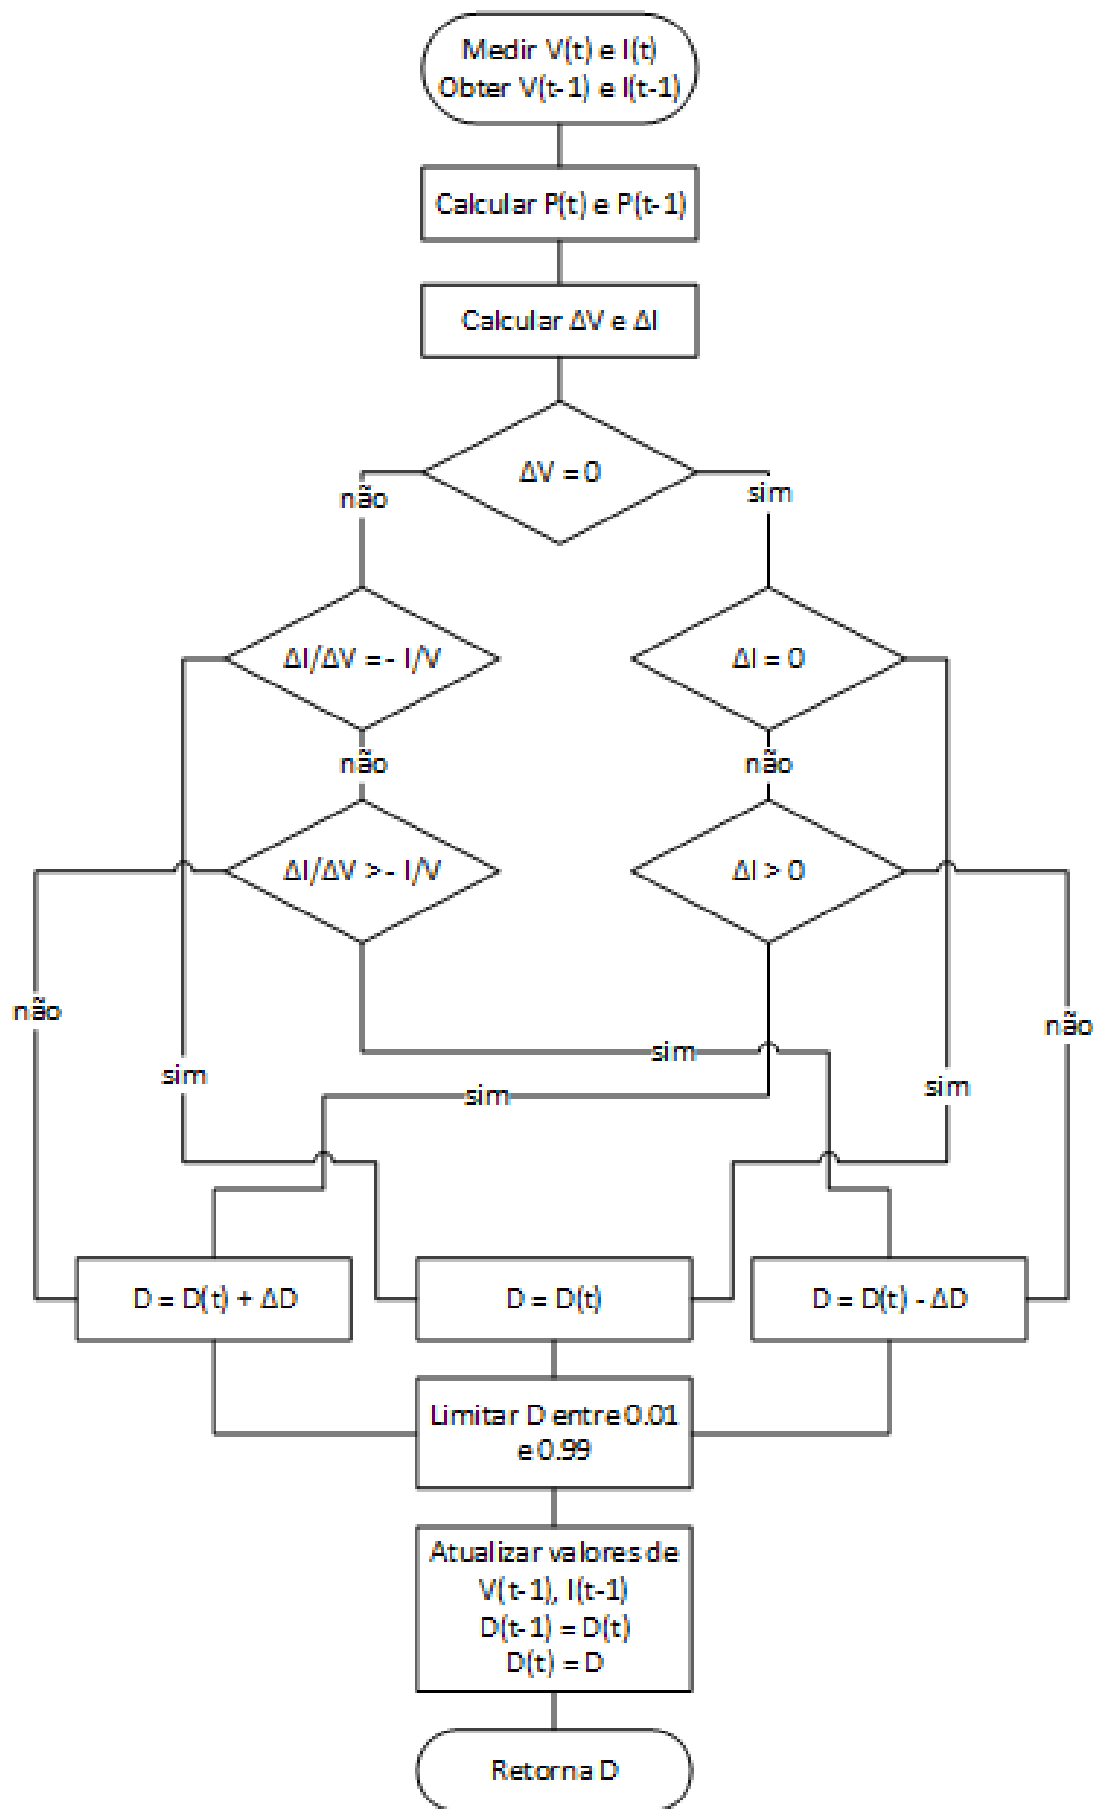 Medir V(t) e I(t)
Obter V(t-1) e I(t-1)
Calcular P(t) e P(t-1)
Calcular ΔV e ΔI
ΔV = 0
não
sim
ΔI/ΔV = - I/V
ΔI = 0
não
não
ΔI/ΔV > - I/V
ΔI > 0
não
não
sim
sim
sim
sim
D = D(t) + ΔD
D = D(t)
D = D(t) - ΔD
Limitar D entre 0.01
e 0.99
Atualizar valores de
V(t-1), I(t-1)
D(t-1) = D(t)
D(t) = D
Retorna D